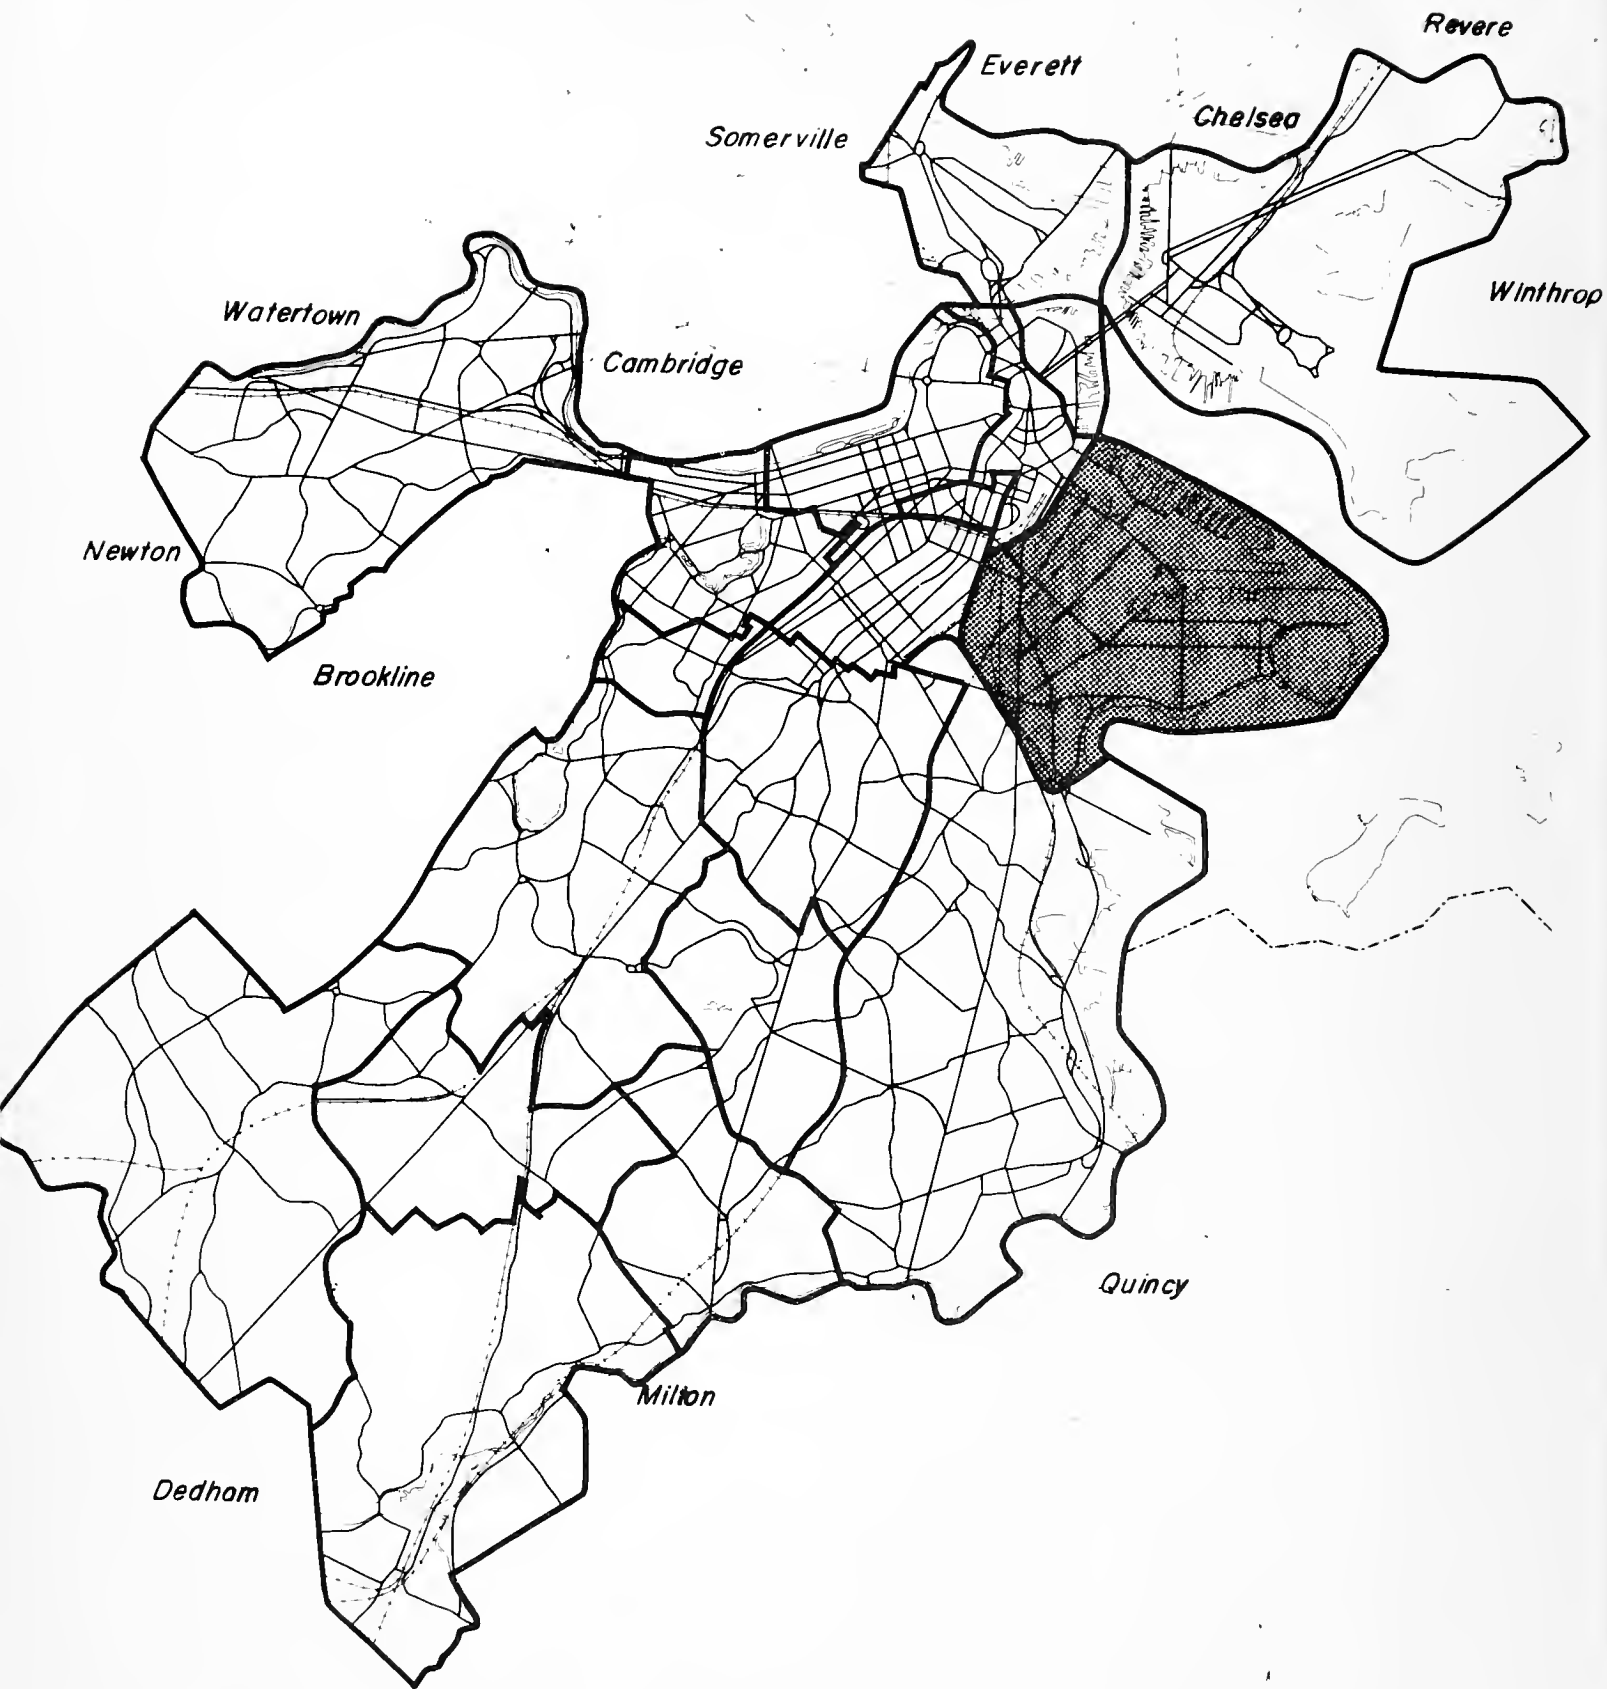 Revere
Everett
Chelsea
Somerville
Winthrop
Watertown
Cambridge
Newton
Brookline
Quincy
Milton
Dedham